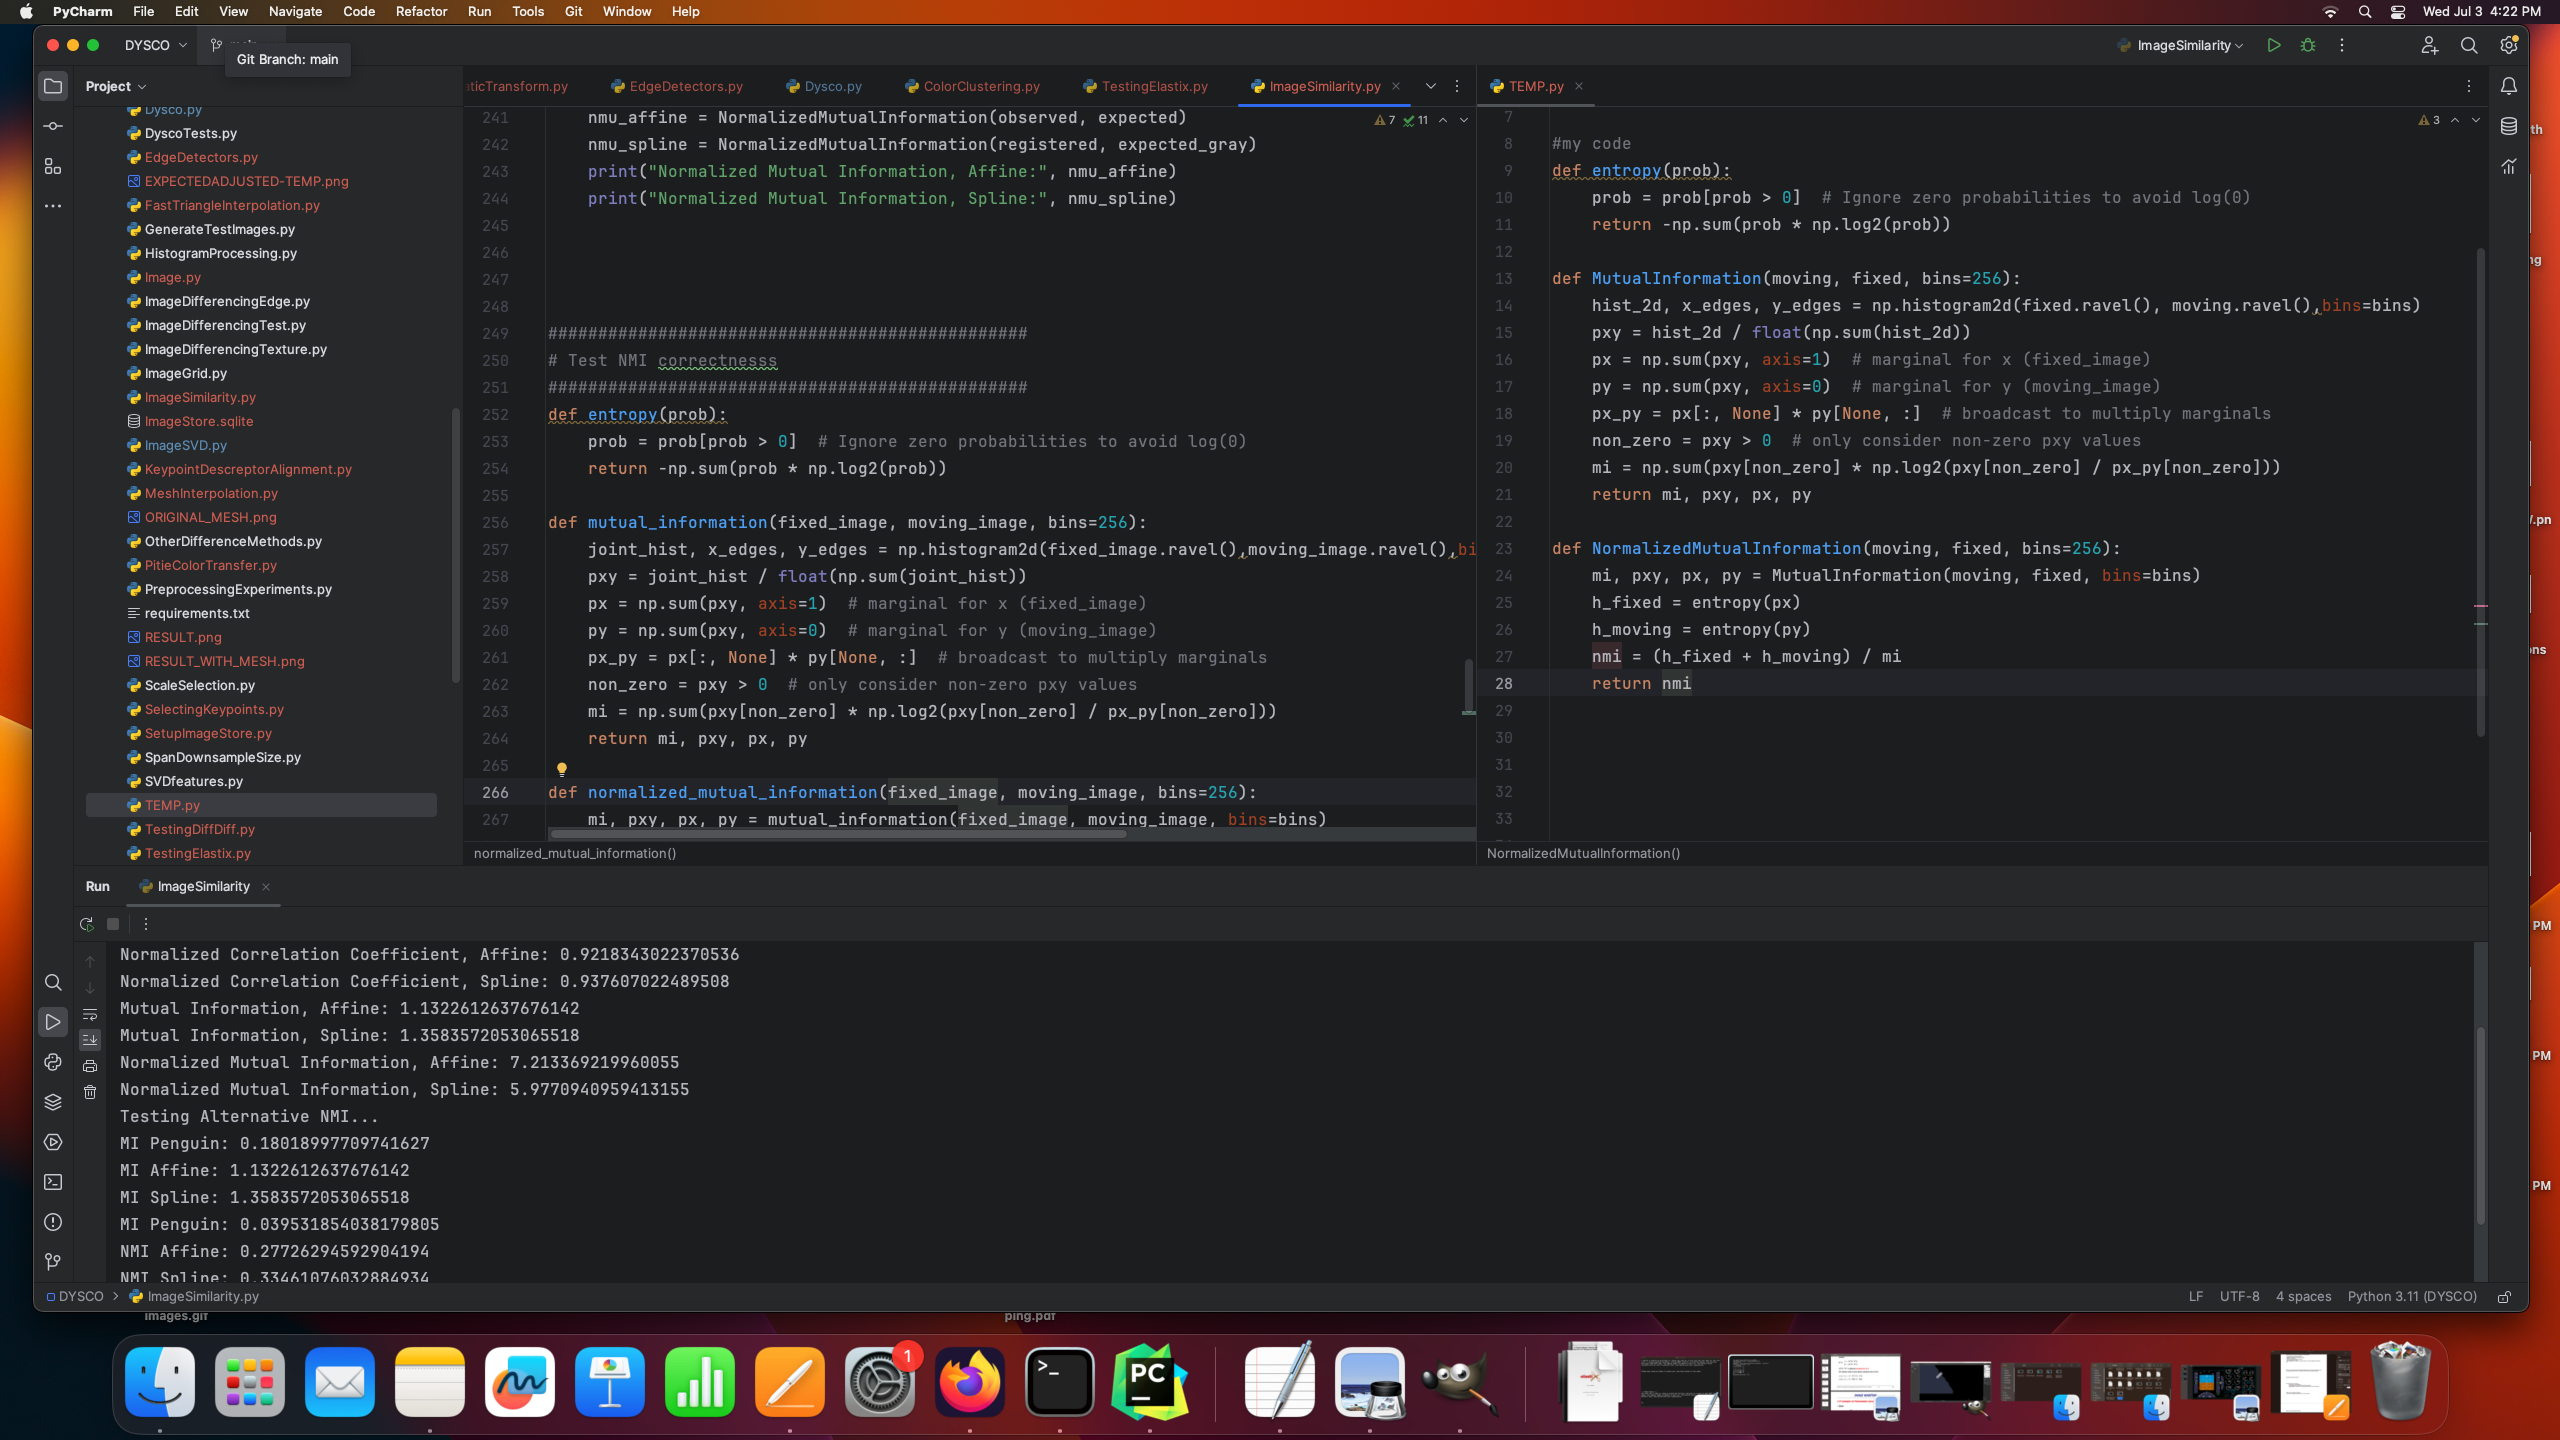 PyCharm File Edit View Navigate Code Refactor Run Tools Git Window Help
Wed Jul 3 4:22 PM
DYSCO
Git Branch: main
ImageSimilarity
Project
Dysco.py
DyscoTests.py
EdgeDetectors.py
EXPECTEDADJUSTED-TEMP.png
FastTriangleInterpolation.py
GenerateTestImages.py
HistogramProcessing.py
Image.py
ImageDifferencingEdge.py
ImageDifferencingTest.py
ImageDifferencingTexture.py
ImageGrid.py
ImageSimilarity.py
ImageStore.sqlite
ImageSVD.py
KeypointDescreptorAlignment.py
MeshInterpolation.py
ORIGINAL_MESH.png
OtherDifferenceMethods.py
PitieColorTransfer.py
PreprocessingExperiments.py
requirements.txt
RESULT.png
RESULT_WITH_MESH.png
ScaleSelection.py
SelectingKeypoints.py
SetupImageStore.py
SpanDownsampleSize.py
SVDfeatures.py
TEMP.py
TestingDiffDiff.py
TestingElastix.py
ticTransform.py EdgeDetectors.py Dysco.py ColorClustering.py TestingElastix.py ImageSimilarity.py
7 11
241 nmu_affine = NormalizedMutualInformation(observed, expected)
242 nmu_spline = NormalizedMutualInformation(registered, expected_gray)
243 print("Normalized Mutual Information, Affine:", nmu_affine)
244 print("Normalized Mutual Information, Spline:", nmu_spline)
245
246
247
248
249 ################################################
250 # Test NMI correctnesss
251 ################################################
252 def entropy(prob):
253 prob = prob[prob > 0] # Ignore zero probabilities to avoid log(0)
254 return -np.sum(prob * np.log2(prob))
255
256 def mutual_information(fixed_image, moving_image, bins=256):
257 joint_hist, x_edges, y_edges = np.histogram2d(fixed_image.ravel(),moving_image.ravel(),bi
258 pxy = joint_hist / float(np.sum(joint_hist))
259 px = np.sum(pxy, axis=1) # marginal for x (fixed_image)
260 py = np.sum(pxy, axis=0) # marginal for y (moving_image)
261 px_py = px[:, None] * py[None, :] # broadcast to multiply marginals
262 non_zero = pxy > 0 # only consider non-zero pxy values
263 mi = np.sum(pxy[non_zero] * np.log2(pxy[non_zero] / px_py[non_zero]))
264 return mi, pxy, px, py
265
266 def normalized_mutual_information(fixed_image, moving_image, bins=256):
267 mi, pxy, px, py = mutual_information(fixed_image, moving_image, bins=bins)
normalized_mutual_information()
TEMP.py
3
7
8 #my code
9 def entropy(prob):
10 prob = prob[prob > 0] # Ignore zero probabilities to avoid log(0)
11 return -np.sum(prob * np.log2(prob))
12
13 def MutualInformation(moving, fixed, bins=256):
14 hist_2d, x_edges, y_edges = np.histogram2d(fixed.ravel(), moving.ravel(),bins=bins)
15 pxy = hist_2d / float(np.sum(hist_2d))
16 px = np.sum(pxy, axis=1) # marginal for x (fixed_image)
17 py = np.sum(pxy, axis=0) # marginal for y (moving_image)
18 px_py = px[:, None] * py[None, :] # broadcast to multiply marginals
19 non_zero = pxy > 0 # only consider non-zero pxy values
20 mi = np.sum(pxy[non_zero] * np.log2(pxy[non_zero] / px_py[non_zero]))
21 return mi, pxy, px, py
22
23 def NormalizedMutualInformation(moving, fixed, bins=256):
24 mi, pxy, px, py = MutualInformation(moving, fixed, bins=bins)
25 h_fixed = entropy(px)
26 h_moving = entropy(py)
27 nmi = (h_fixed + h_moving) / mi
28 return nmi
29
30
31
32
33
NormalizedMutualInformation()
Run ImageSimilarity
Normalized Correlation Coefficient, Affine: 0.9218343022370536
Normalized Correlation Coefficient, Spline: 0.937607022489508
Mutual Information, Affine: 1.1322612637676142
Mutual Information, Spline: 1.3583572053065518
Normalized Mutual Information, Affine: 7.213369219960055
Normalized Mutual Information, Spline: 5.9770940959413155
Testing Alternative NMI...
MI Penguin: 0.18018997709741627
MI Affine: 1.1322612637676142
MI Spline: 1.3583572053065518
MI Penguin: 0.039531854038179805
NMI Affine: 0.27726294592904194
NMI Spline: 0.33461076032884934
DYSCO > ImageSimilarity.py
LF UTF-8 4 spaces Python 3.11 (DYSCO)
th
ng
.pn
ns
PM
PM
PM
images.gif
ping.pdf
1
PC